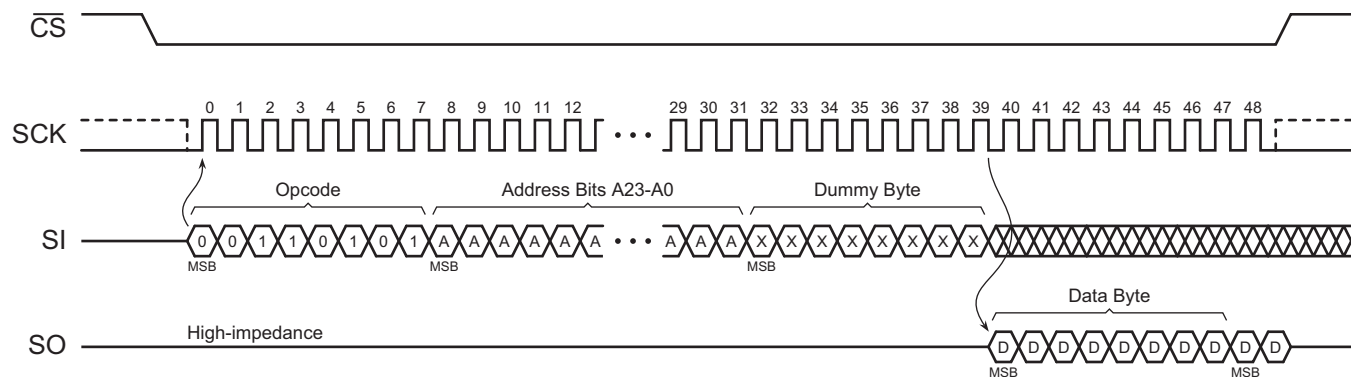 CS
0 1 2 3 4 5 6 7 8 9 10 11 12 29 30 31 32 33 34 35 36 37 38 39 40 41 42 43 44 45 46 47 48
SCK
Opcode Address Bits A23-A0 Dummy Byte
SI 0 0 1 1 0 1 0 1 A A A A A A ••• A A A X X X X X X X X
MSB MSB MSB
Data Byte
High-impedance
SO D D D D D D D D D D
MSB MSB